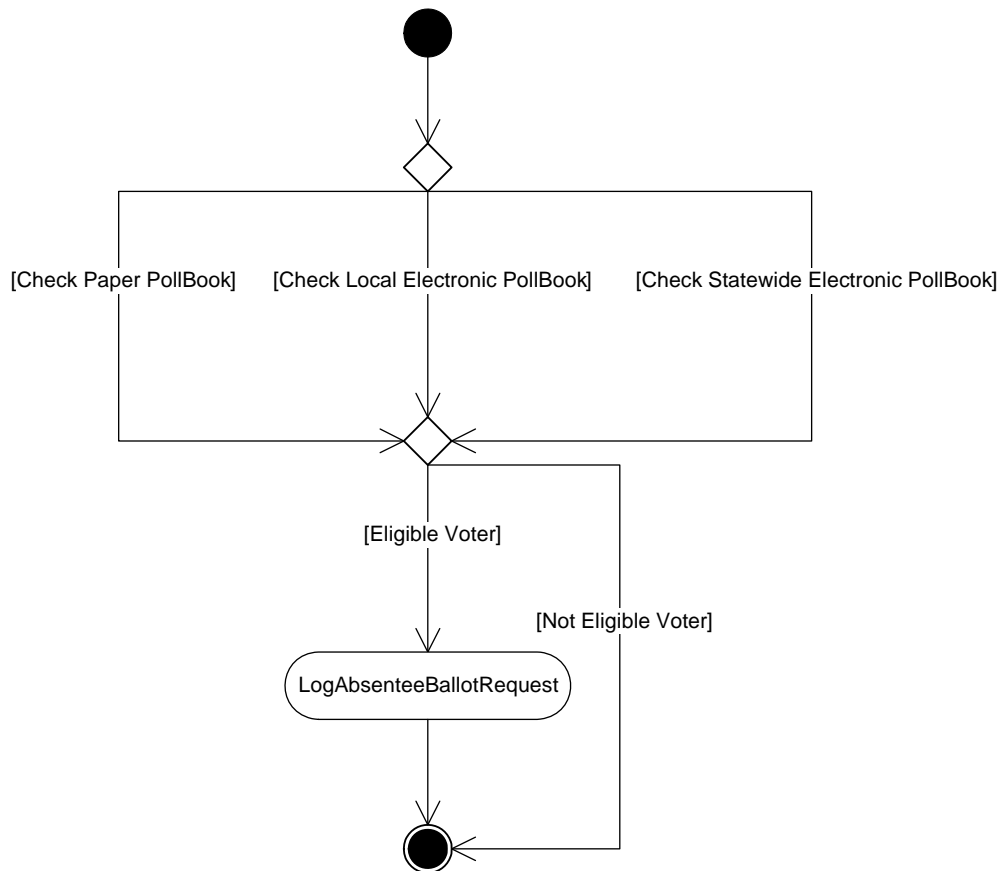 [Check Paper PollBook]
[Check Local Electronic PollBook]
[Check Statewide Electronic PollBook]
[Eligible Voter]
[Not Eligible Voter]
LogAbsenteeBallotRequest